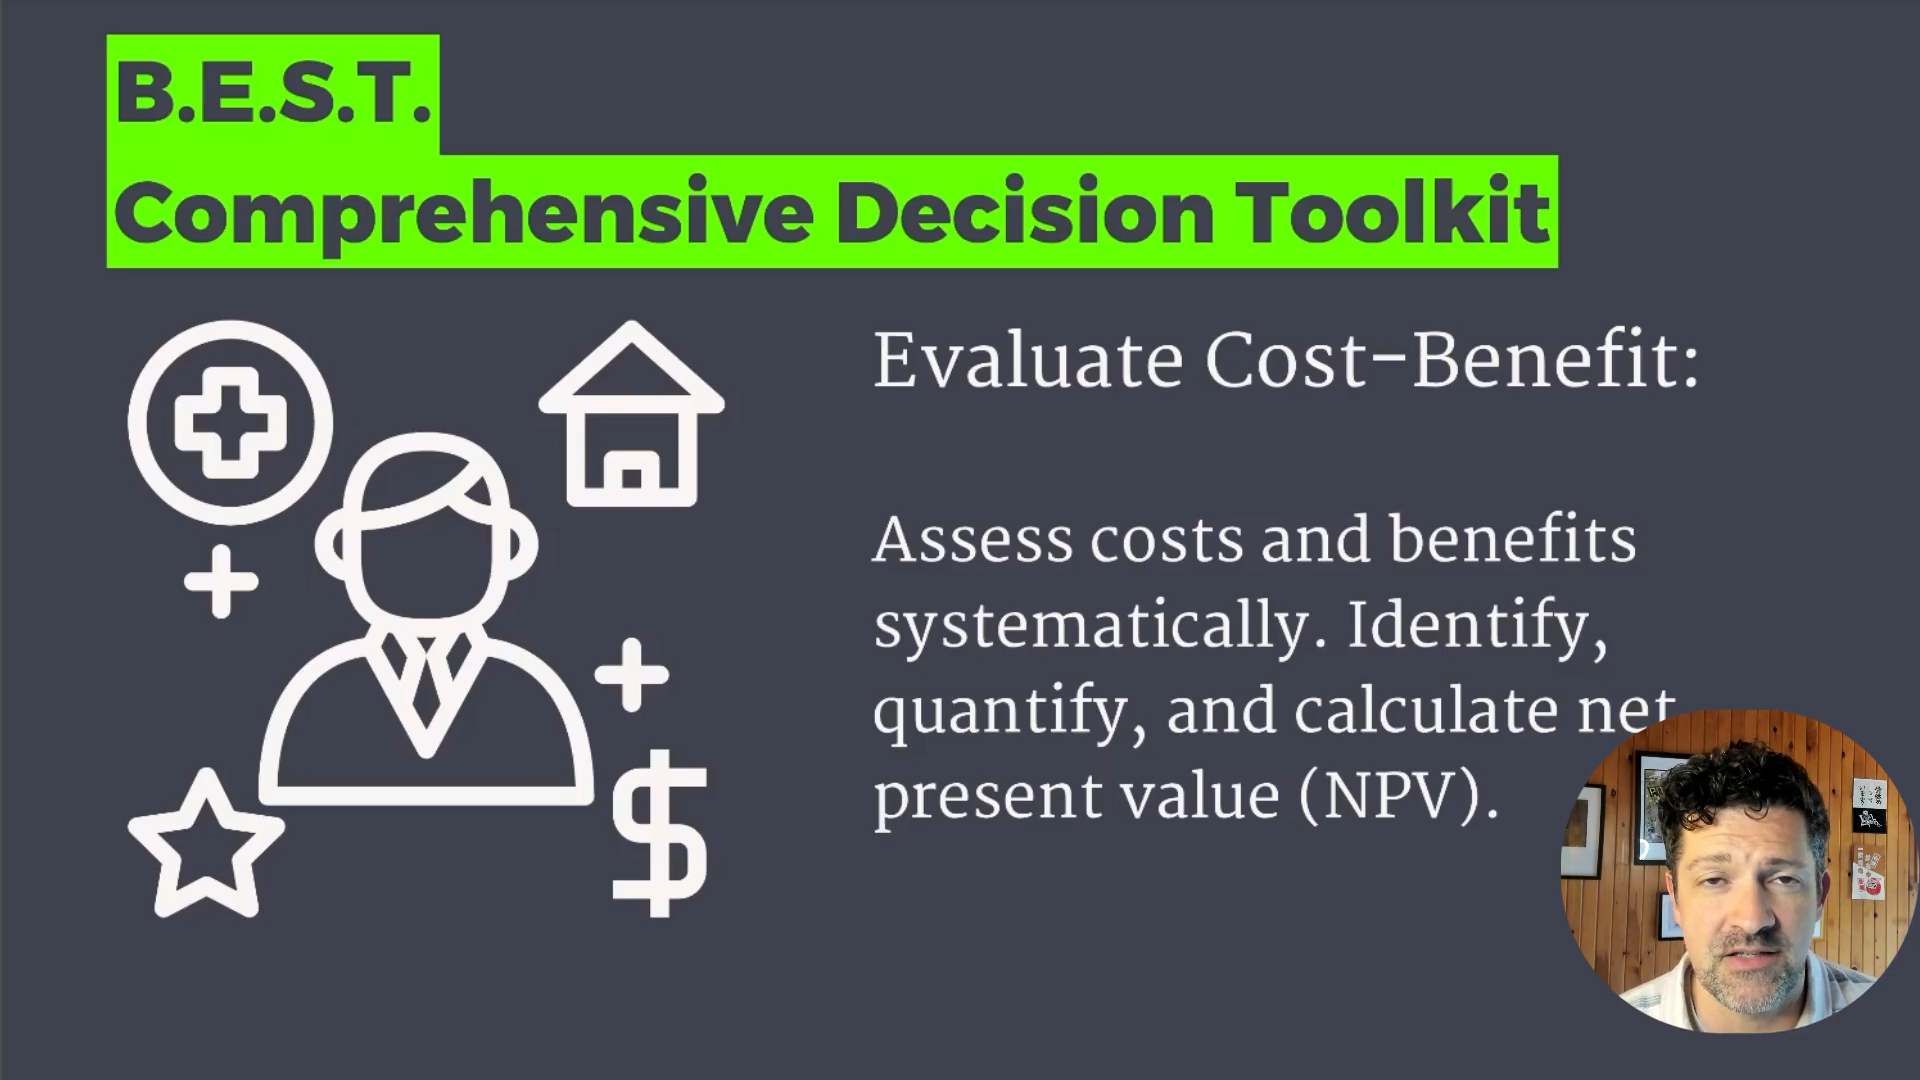 B.E.S.T.
Comprehensive Decision Toolkit
Evaluate Cost-Benefit:
Assess costs and benefits
systematically. Identify,
quantify, and calculate net
present value (NPV).